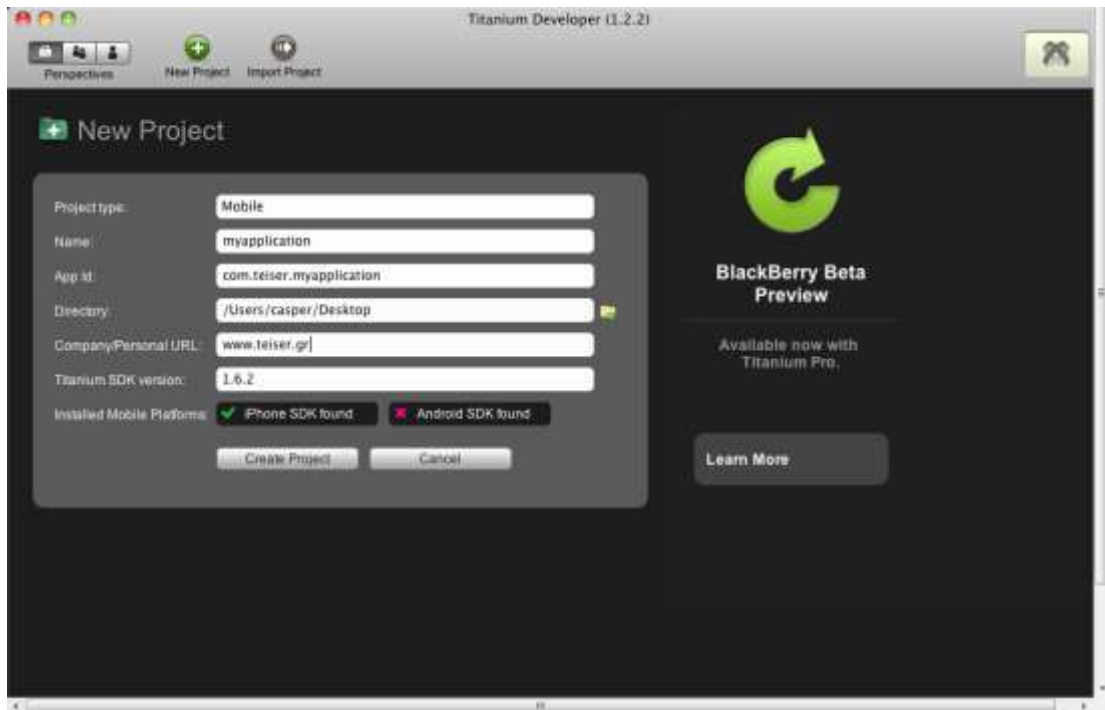 Titanium Developer (1.2.2)
Perspectives
New Project
Import Project
New Project
Project type: Mobile
Name: myapplication
App Id: com.teiser.myapplication
Directory: /Users/casper/Desktop
Company/Personal URL: www.teiser.gr
Titanium SDK version: 1.6.2
Installed Mobile Platforms: iPhone SDK found Android SDK found
Create Project Cancel
BlackBerry Beta
Preview
Available now with
Titanium Pro.
Learn More